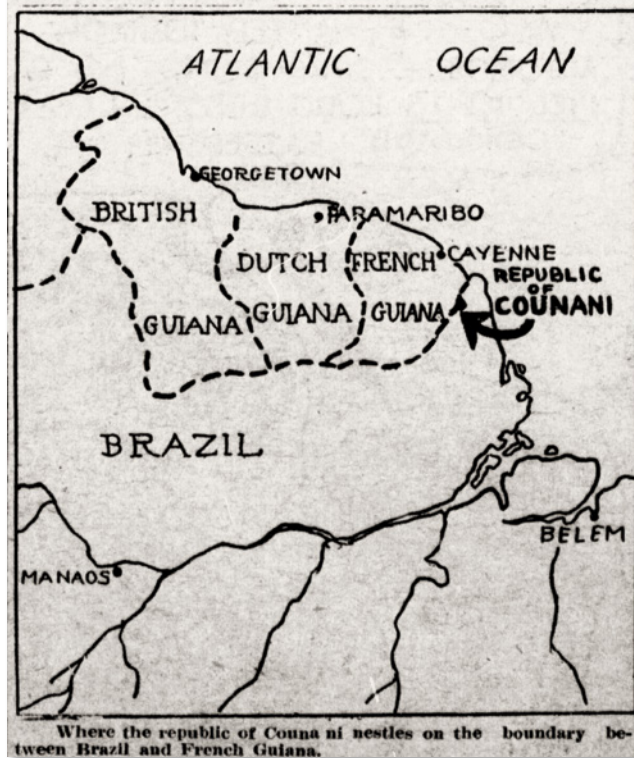 ATLANTIC OCEAN
GEORGETOWN
BRITISH
PARAMARIBO
DUTCH
FRENCH
CAYENNE
REPUBLIC
OF
COUNANI
GUIANA
GUIANA
GUIANA
BRAZIL
BELEM
MANAOS
Where the republic of Couna ni nestles on the boundary be-
tween Brazil and French Guiana.